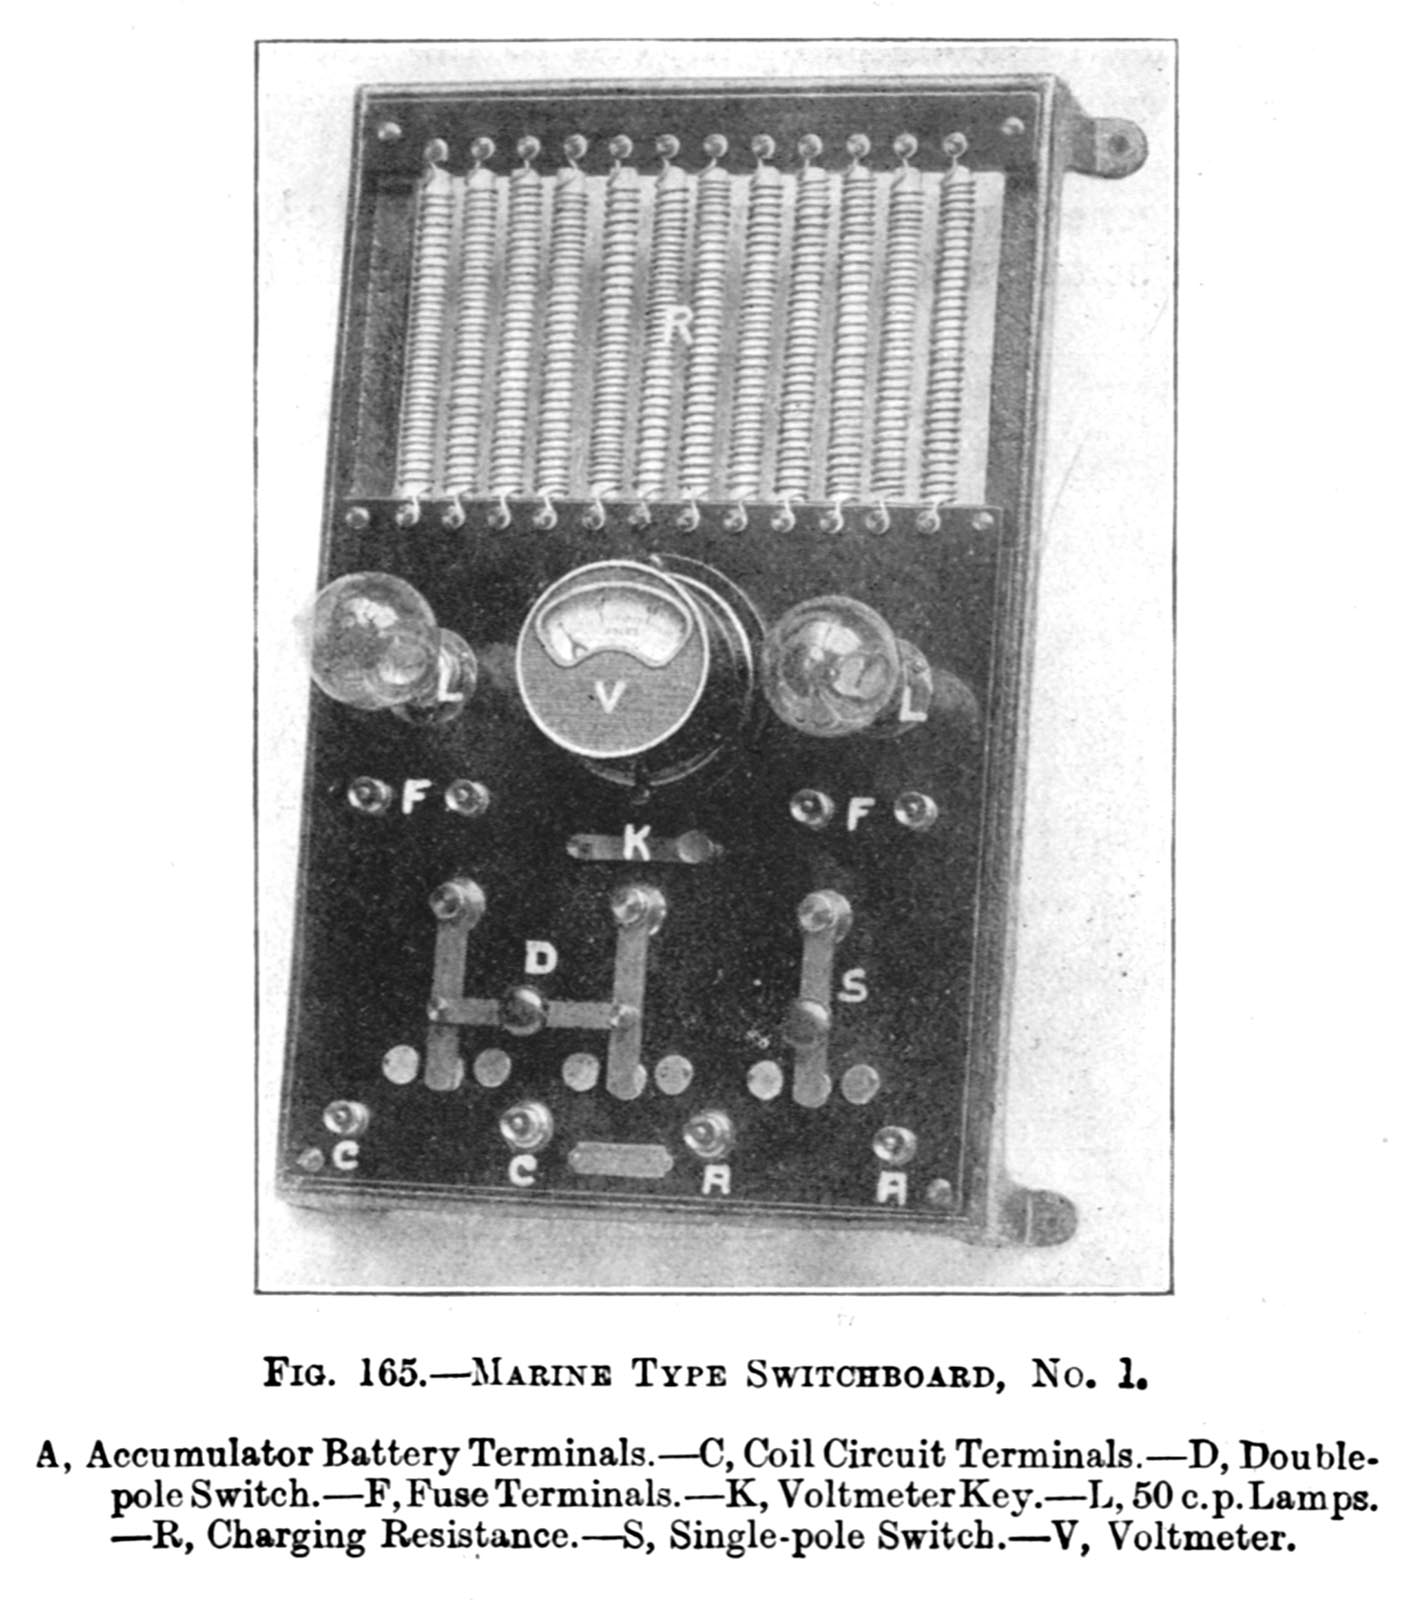 R
L
V
L
F
F
K
D
S
C
C
A
A
FIG. 165.—MARINE TYPE SWITCHBOARD, No. 1.
A, Accumulator Battery Terminals.—C, Coil Circuit Terminals.—D, Double-
pole Switch.—F, Fuse Terminals.—K, Voltmeter Key.—L, 50 c.p. Lamps.
—R, Charging Resistance.—S, Single-pole Switch.—V, Voltmeter.